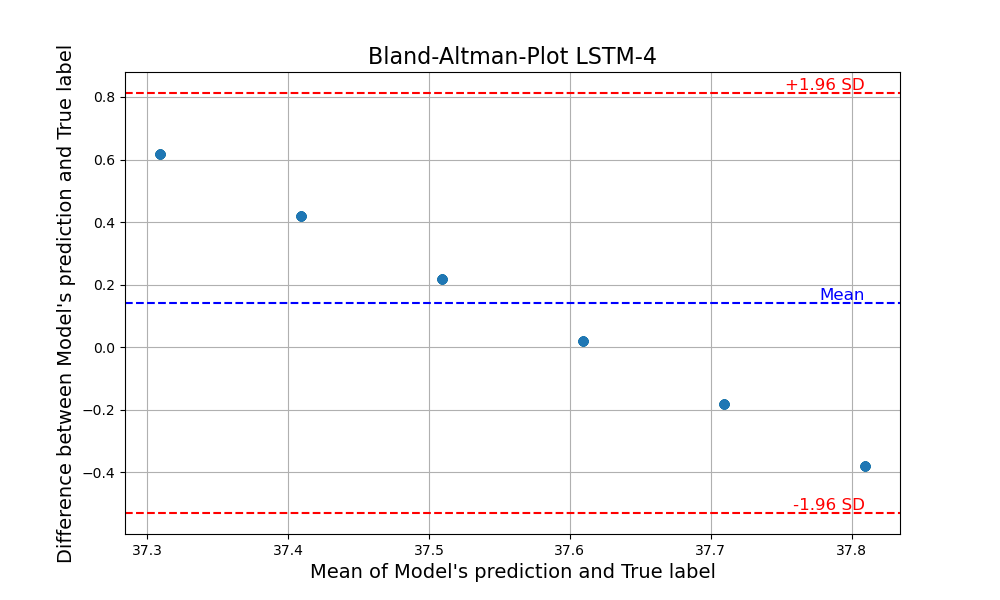 Bland-Altman-Plot LSTM-4
Difference between Model's prediction and True label
0.8
0.6
0.4
0.2
0.0
−0.2
−0.4
+1.96 SD
Mean
-1.96 SD
37.3 37.4 37.5 37.6 37.7 37.8
Mean of Model's prediction and True label